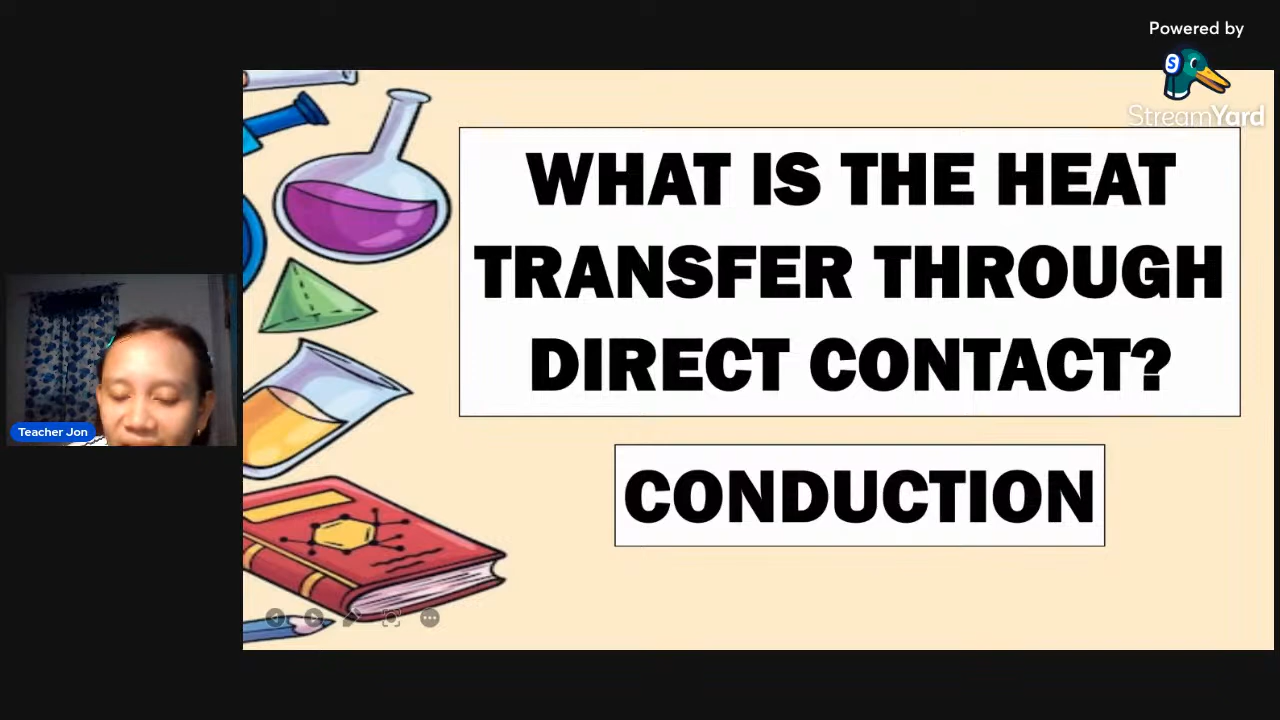 Powered by
StreamYard
WHAT IS THE HEAT
TRANSFER THROUGH
DIRECT CONTACT?
CONDUCTION
Teacher Jon